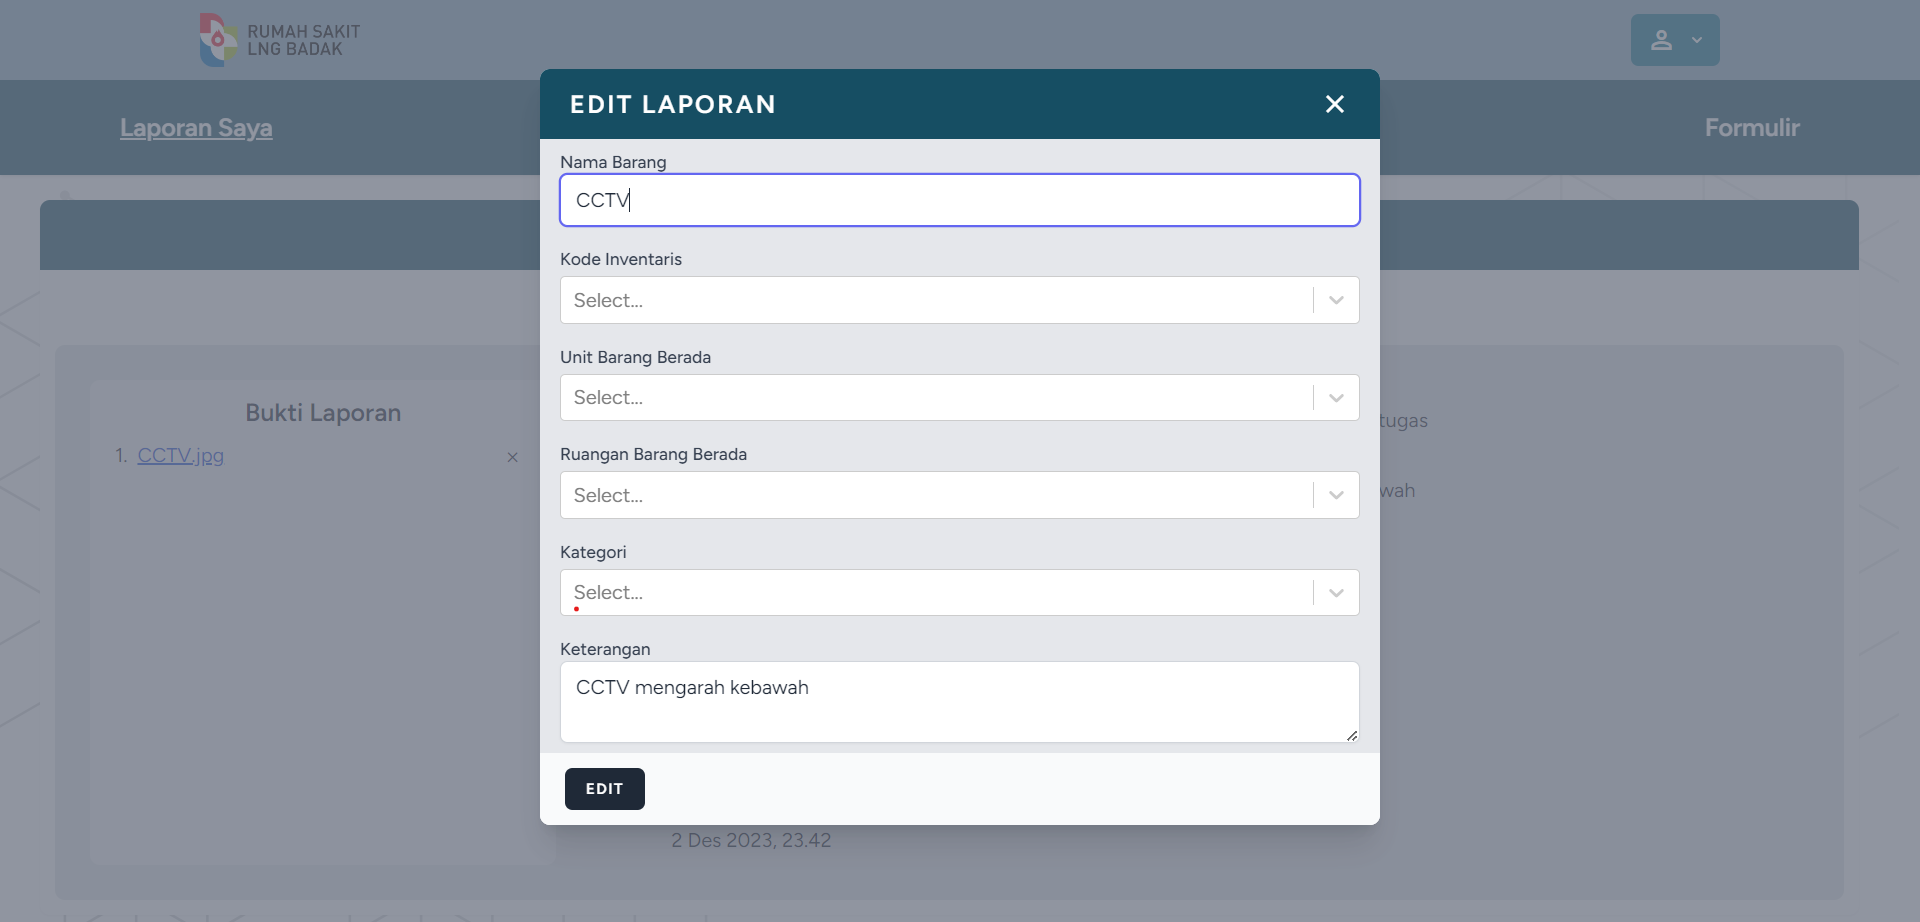 RUMAH SAKIT
LNG BADAK
Laporan Saya
Formulir
EDIT LAPORAN
Nama Barang
CCTV
Kode Inventaris
Select...
Unit Barang Berada
Select...
Ruangan Barang Berada
Select...
Kategori
Select...
Keterangan
CCTV mengarah kebawah
EDIT
Bukti Laporan
1. CCTV.jpg
tugas
wah
2 Des 2023, 23.42